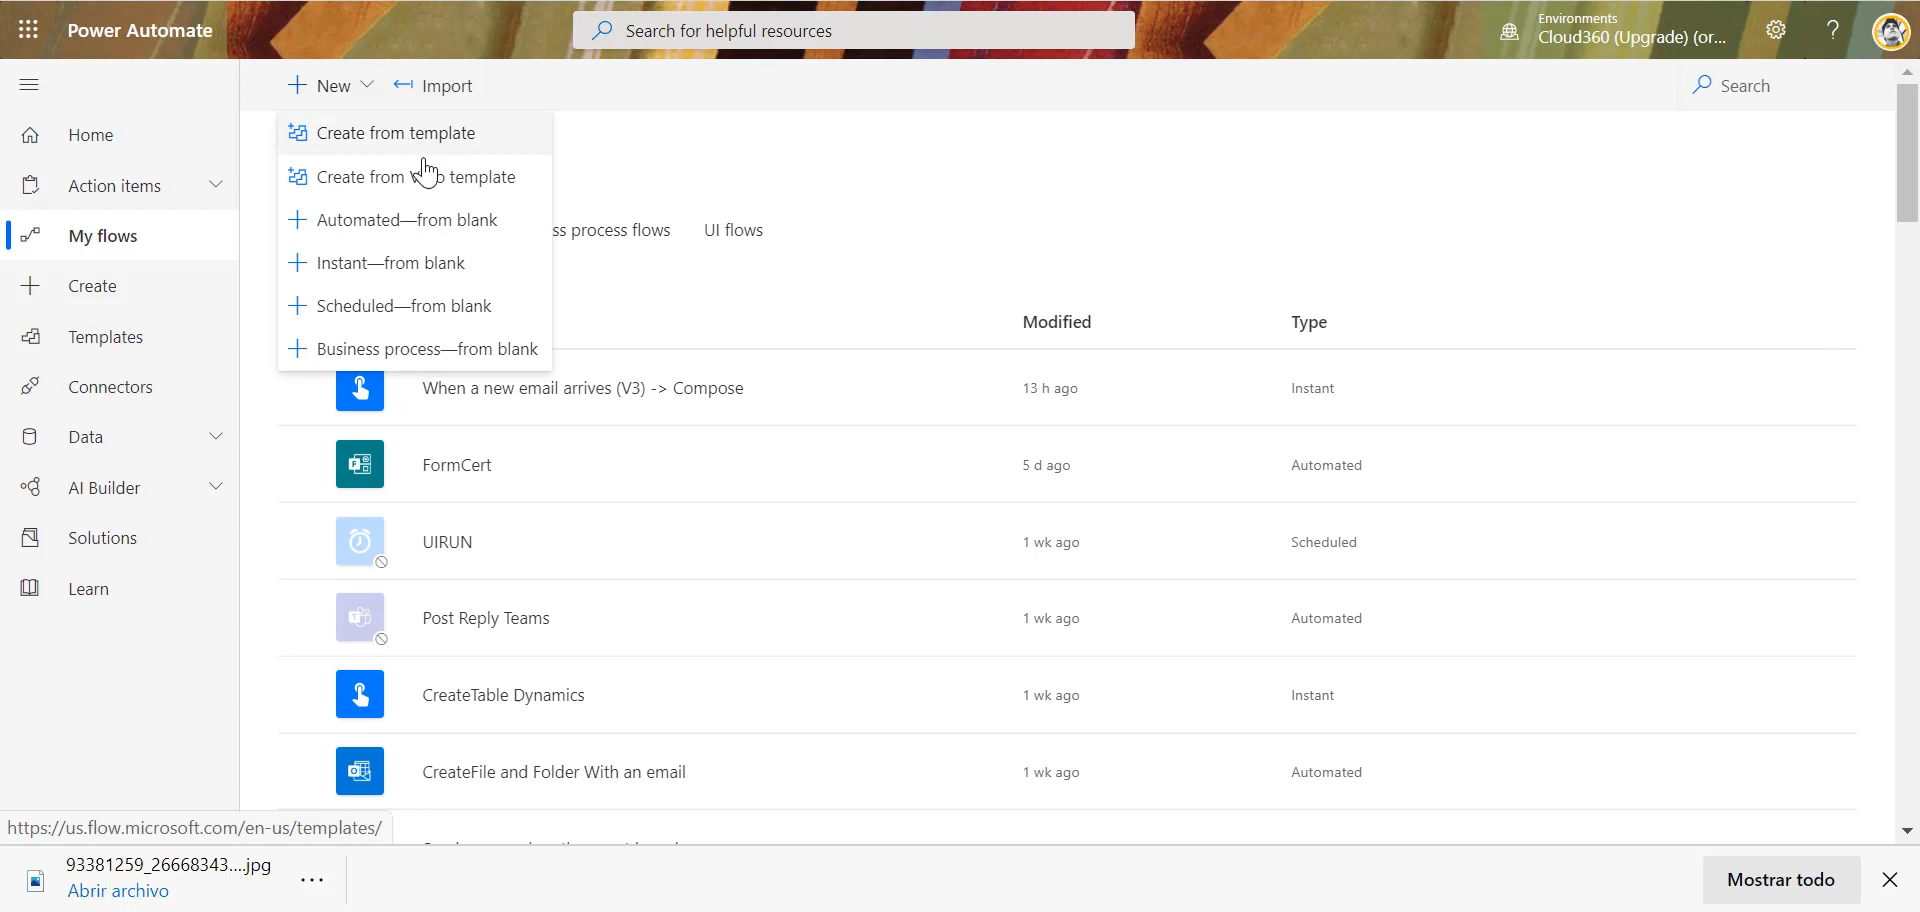 Power Automate
Search for helpful resources
Environments
Cloud360 (Upgrade) (or...
?
New
Import
Search
Home
Action items
My flows
Create
Templates
Connectors
Data
AI Builder
Solutions
Learn
Create from template
Create from template
Automated—from blank
Instant—from blank
Scheduled—from blank
Business process—from blank
ss process flows
UI flows
Modified
Type
When a new email arrives (V3) -> Compose
13 h ago
Instant
FormCert
5 d ago
Automated
UIRUN
1 wk ago
Scheduled
Post Reply Teams
1 wk ago
Automated
CreateTable Dynamics
1 wk ago
Instant
CreateFile and Folder With an email
1 wk ago
Automated
https://us.flow.microsoft.com/en-us/templates/
93381259_26668343....jpg
Abrir archivo
...
Mostrar todo